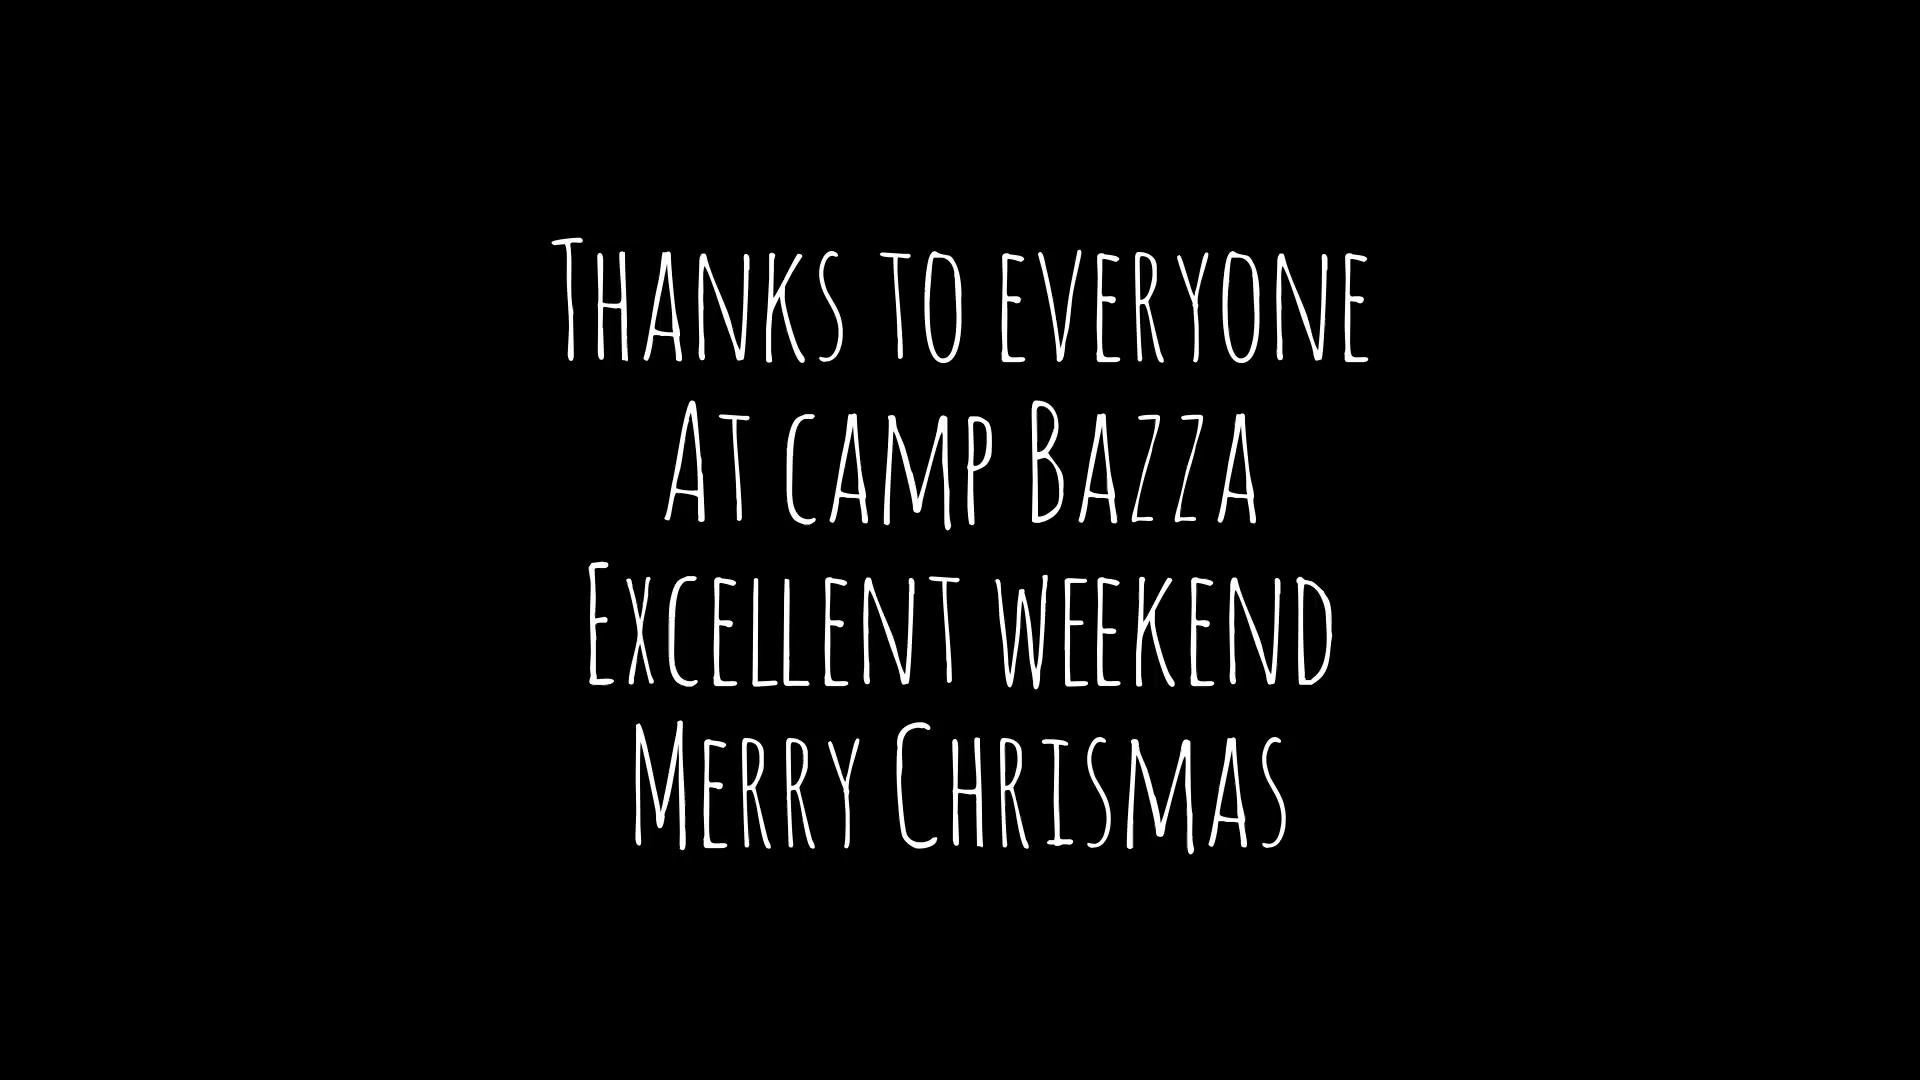 Thanks to everyone
At camp Bazza
Excellent weekend
Merry Chrismas